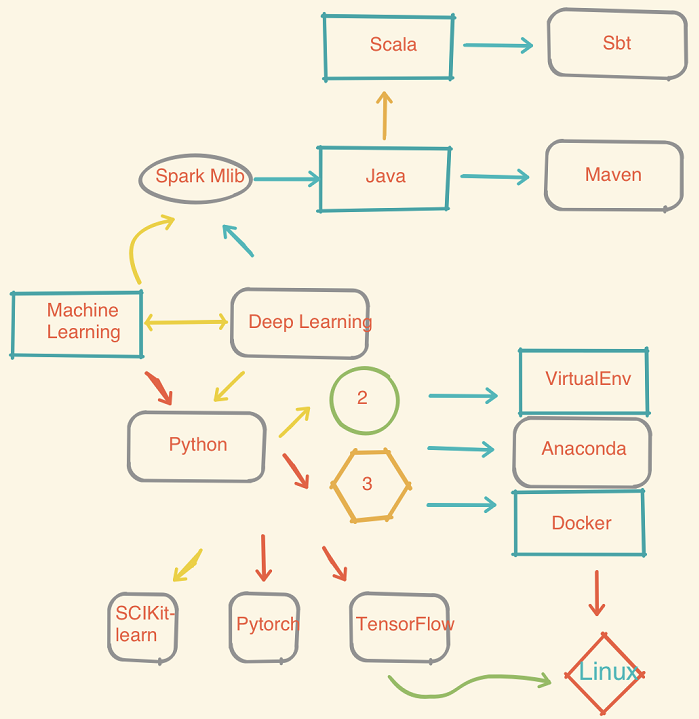 Scala
Sbt
Spark Mlib
Java
Maven
Machine
Learning
Deep Learning
2
VirtualEnv
Python
Anaconda
3
Docker
SCIKit-
learn
Pytorch
TensorFlow
Linux